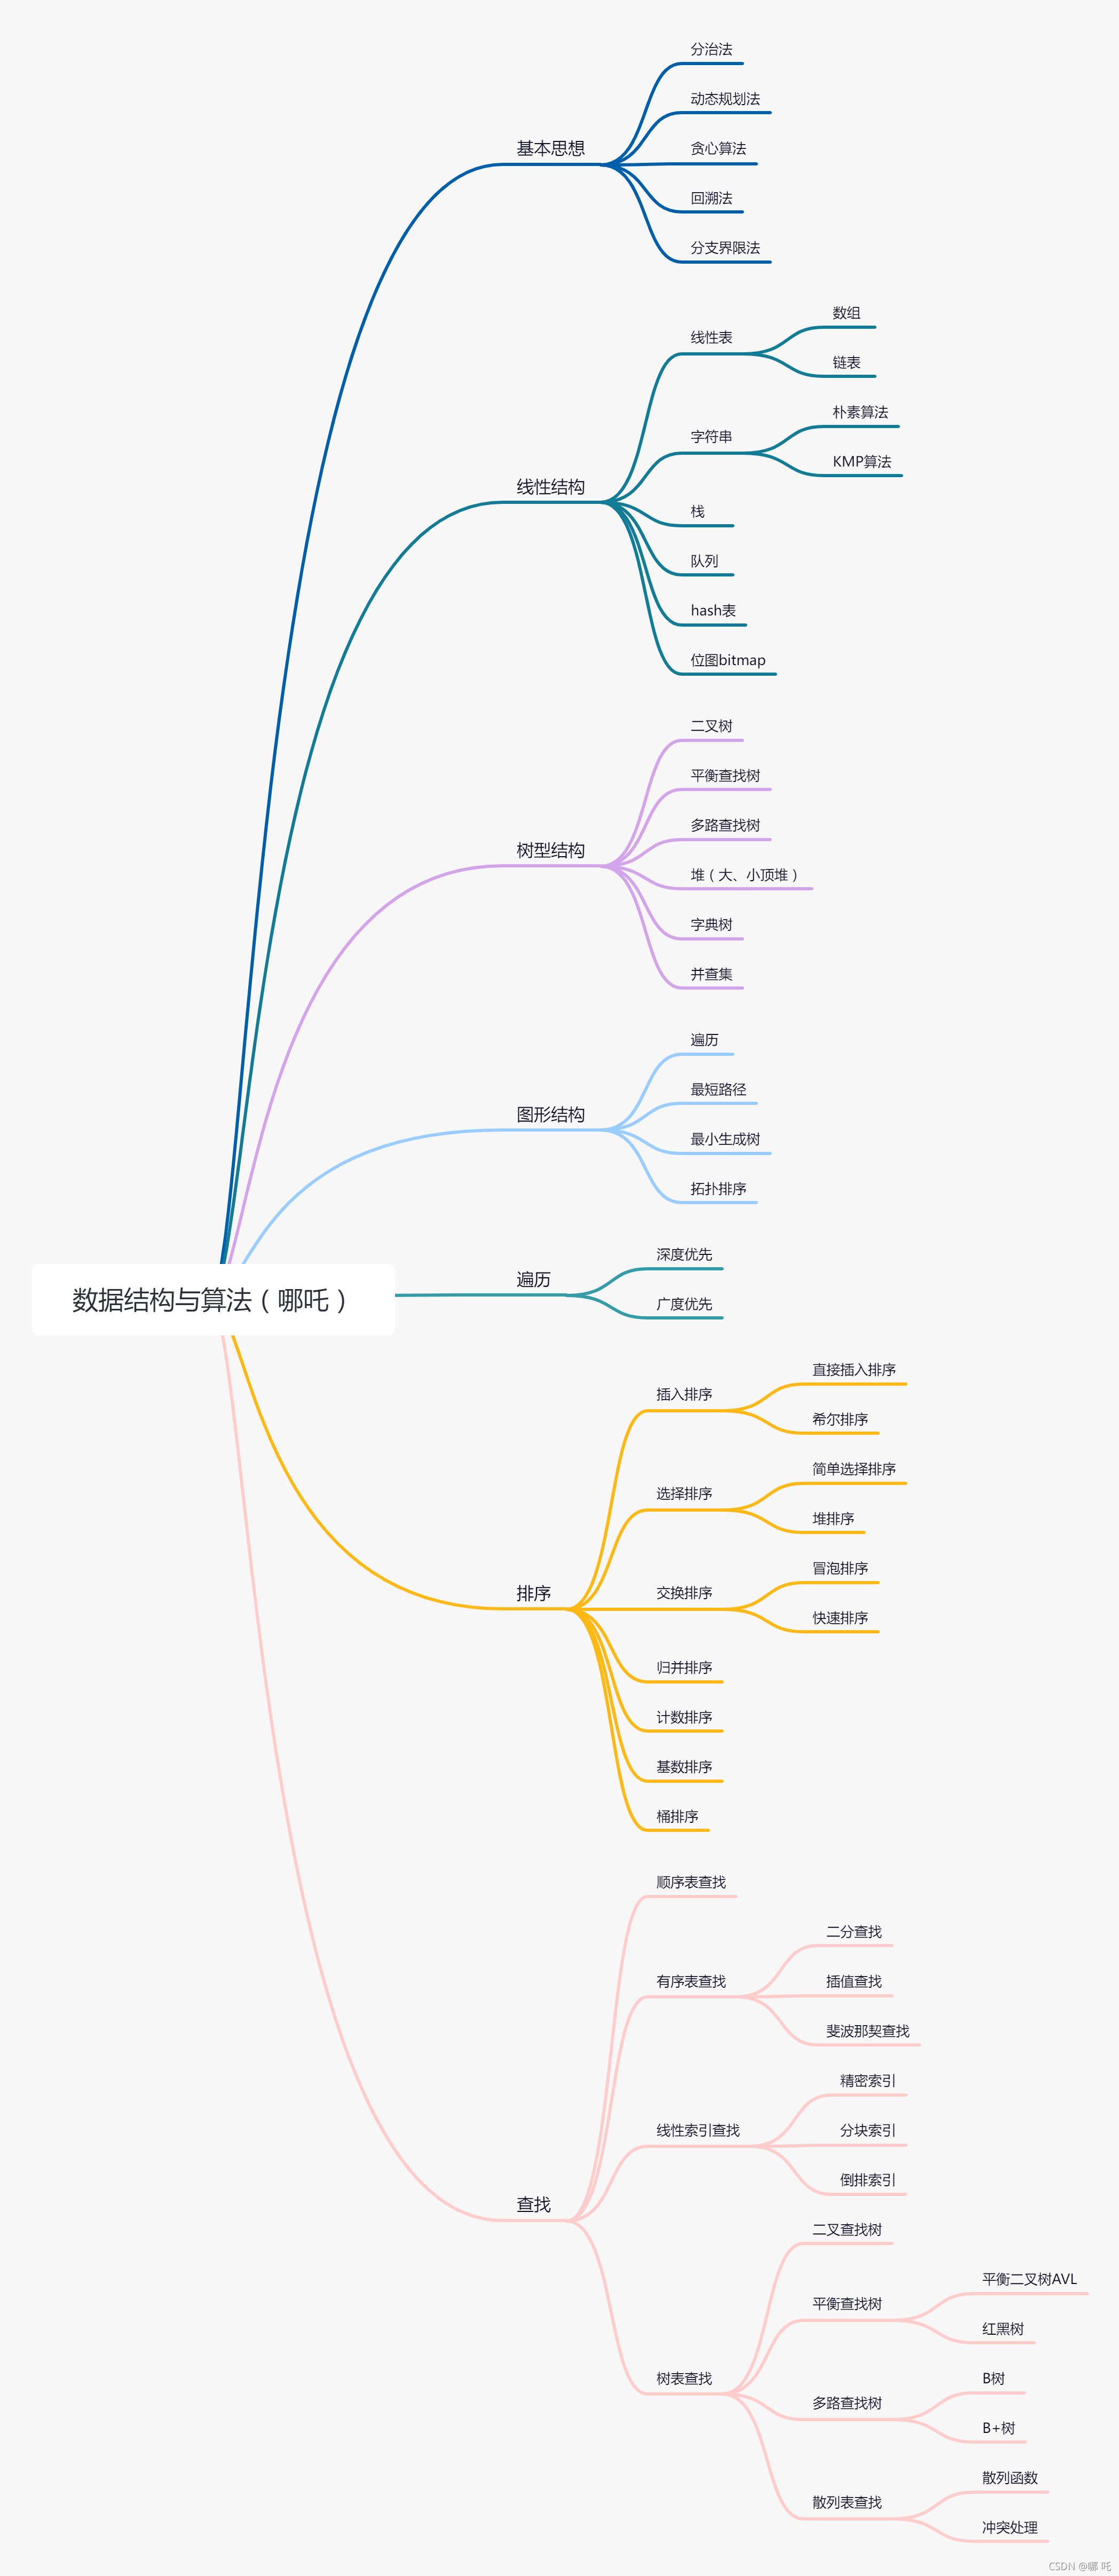 分治法
动态规划法
基本思想
贪心算法
回溯法
分支界限法
数组
线性表
链表
朴素算法
字符串
KMP算法
线性结构
栈
队列
hash表
位图bitmap
二叉树
平衡查找树
多路查找树
树型结构
堆（大、小顶堆）
字典树
并查集
遍历
最短路径
图形结构
最小生成树
拓扑排序
深度优先
遍历
数据结构与算法（哪吒）
广度优先
直接插入排序
插入排序
希尔排序
简单选择排序
选择排序
堆排序
冒泡排序
排序
交换排序
快速排序
归并排序
计数排序
基数排序
桶排序
顺序表查找
二分查找
有序表查找
插值查找
斐波那契查找
精密索引
线性索引查找
分块索引
倒排索引
查找
二叉查找树
平衡二叉树AVL
平衡查找树
红黑树
树表查找
B树
多路查找树
B+树
散列函数
散列表查找
冲突处理
CSDN @哪 吒